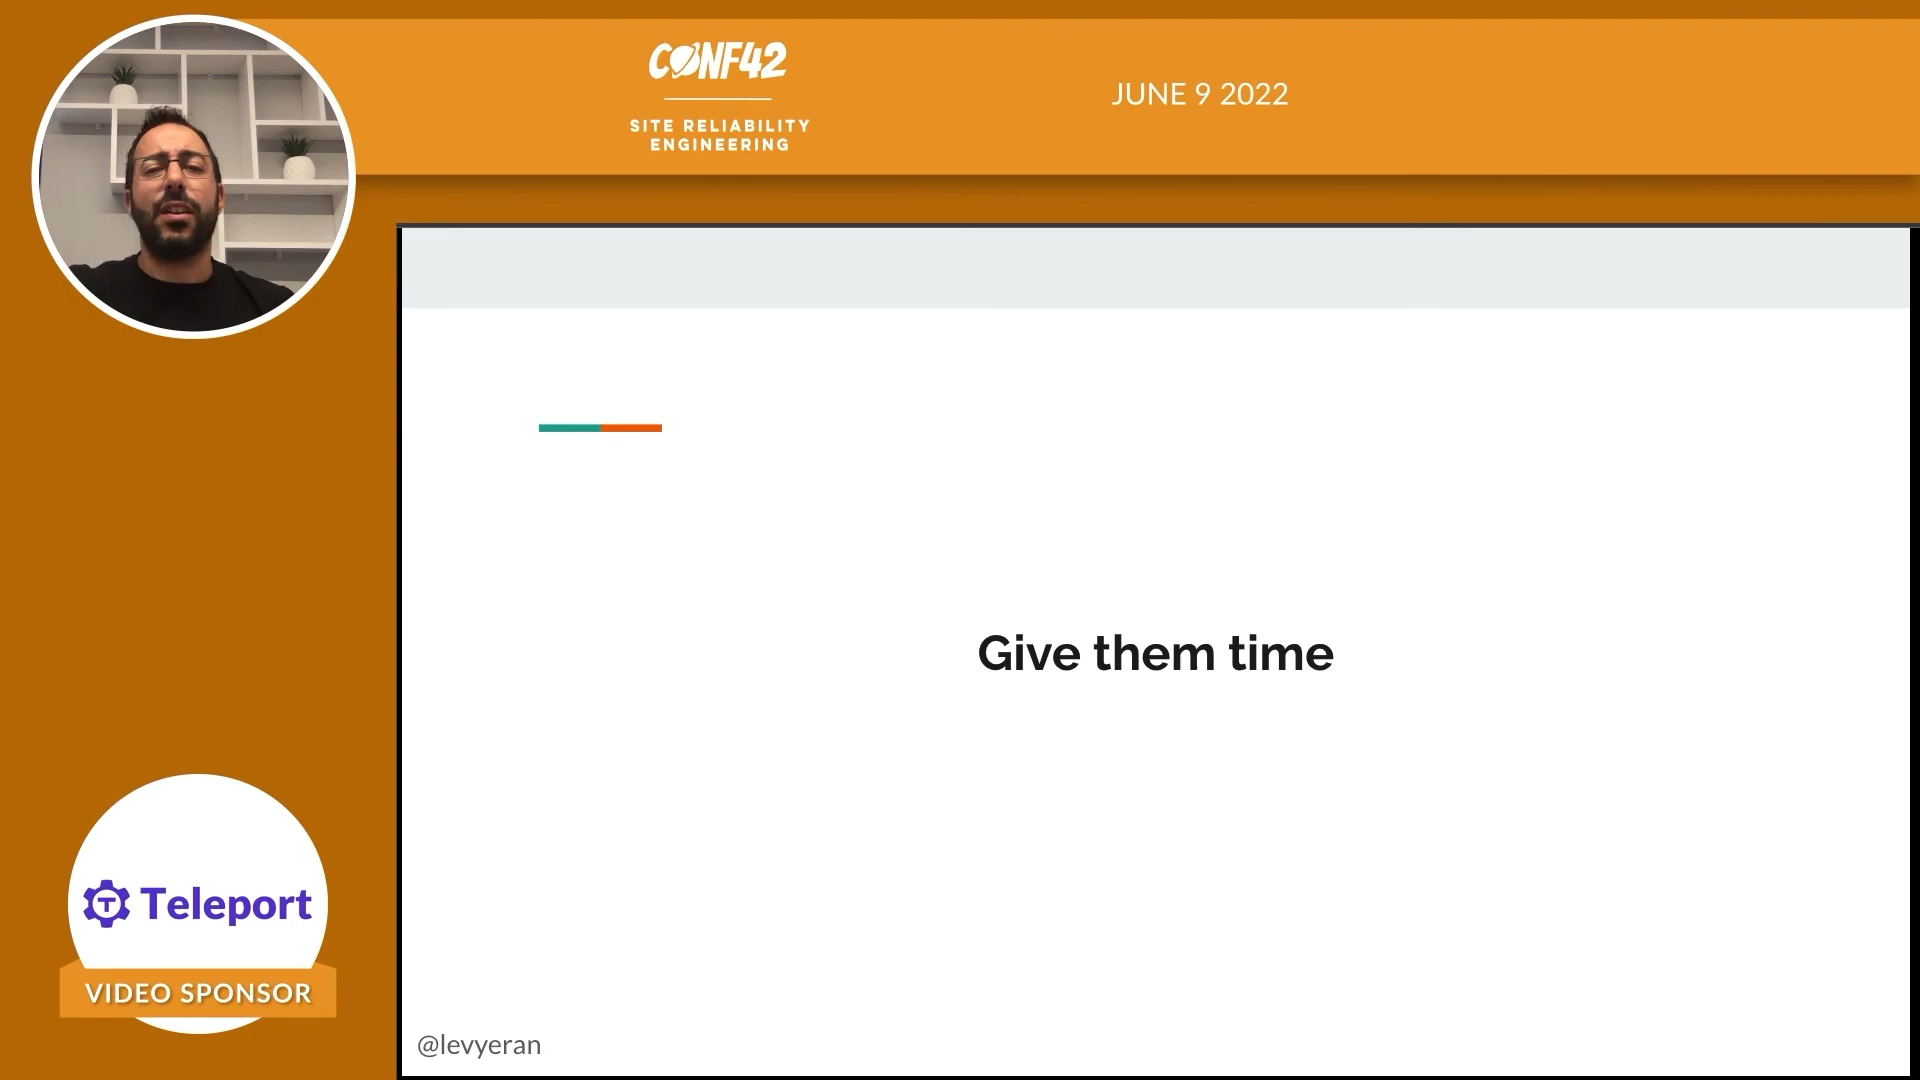 CONF42
SITE RELIABILITY
ENGINEERING
JUNE 9 2022
Give them time
Teleport
VIDEO SPONSOR
@levyeran